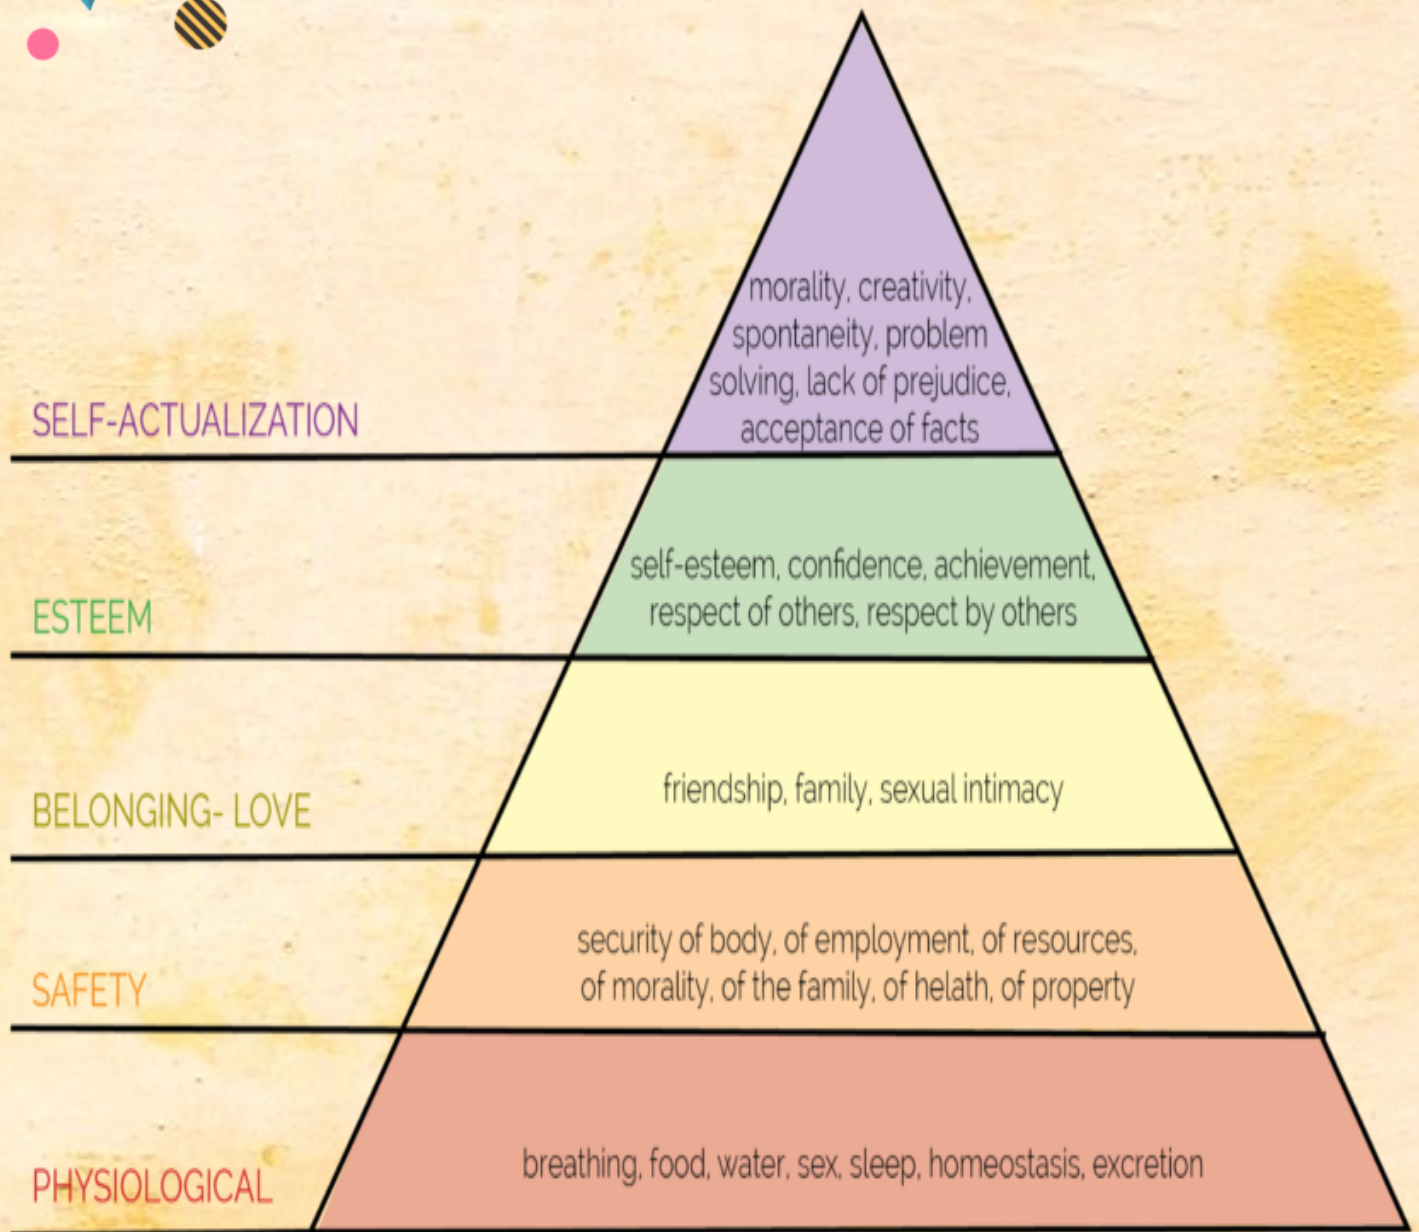 morality, creativity,
spontaneity, problem
solving, lack of prejudice,
acceptance of facts
SELF-ACTUALIZATION
self-esteem, confidence, achievement,
respect of others, respect by others
ESTEEM
friendship, family, sexual intimacy
BELONGING- LOVE
security of body, of employment, of resources,
of morality, of the family, of helath, of property
SAFETY
breathing, food, water, sex, sleep, homeostasis, excretion
PHYSIOLOGICAL